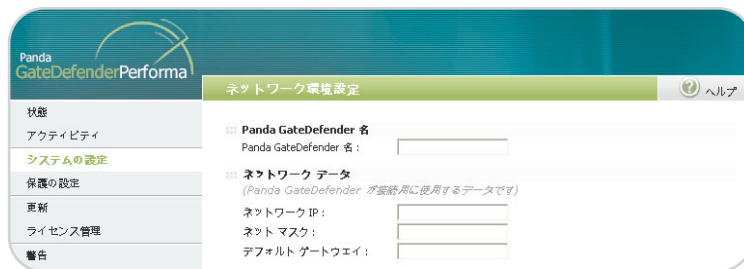 Panda
GateDefenderPerforma
ネットワーク環境設定
ヘルプ
状態
アクティビティ
システムの設定
保護の設定
更新
ライセンス管理
警告
Panda GateDefender 名
Panda GateDefender 名：
ネットワーク データ
(Panda GateDefender が接続用に使用するデータです)
ネットワーク IP：
ネット マスク：
デフォルト ゲートウェイ：